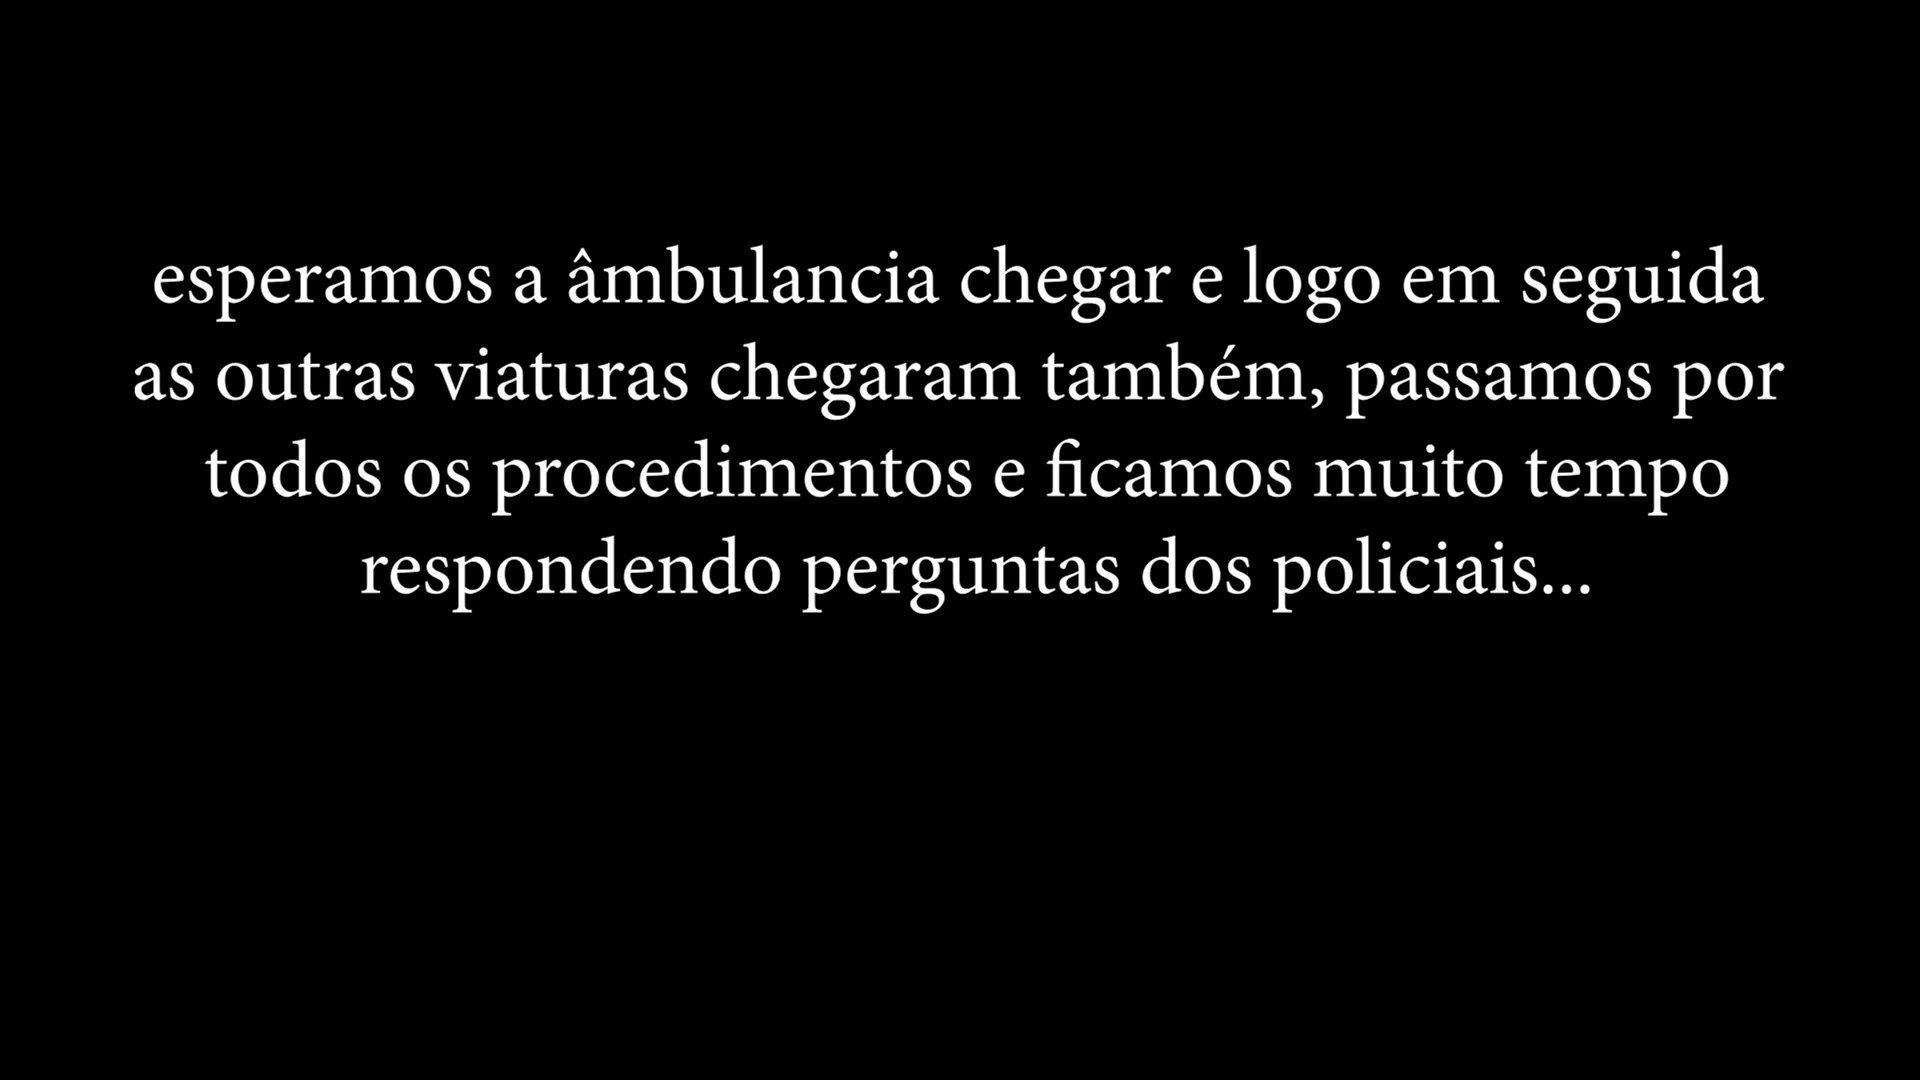 esperamos a âmbulancia chegar e logo em seguida
as outras viaturas chegaram também, passamos por
todos os procedimentos e ficamos muito tempo
respondendo perguntas dos policiais...